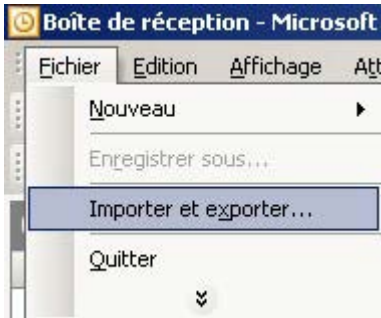 Boîte de réception - Microsoft
Fichier Edition Affichage
Nouveau
Enregistrer sous...
Importer et exporter...
Quitter